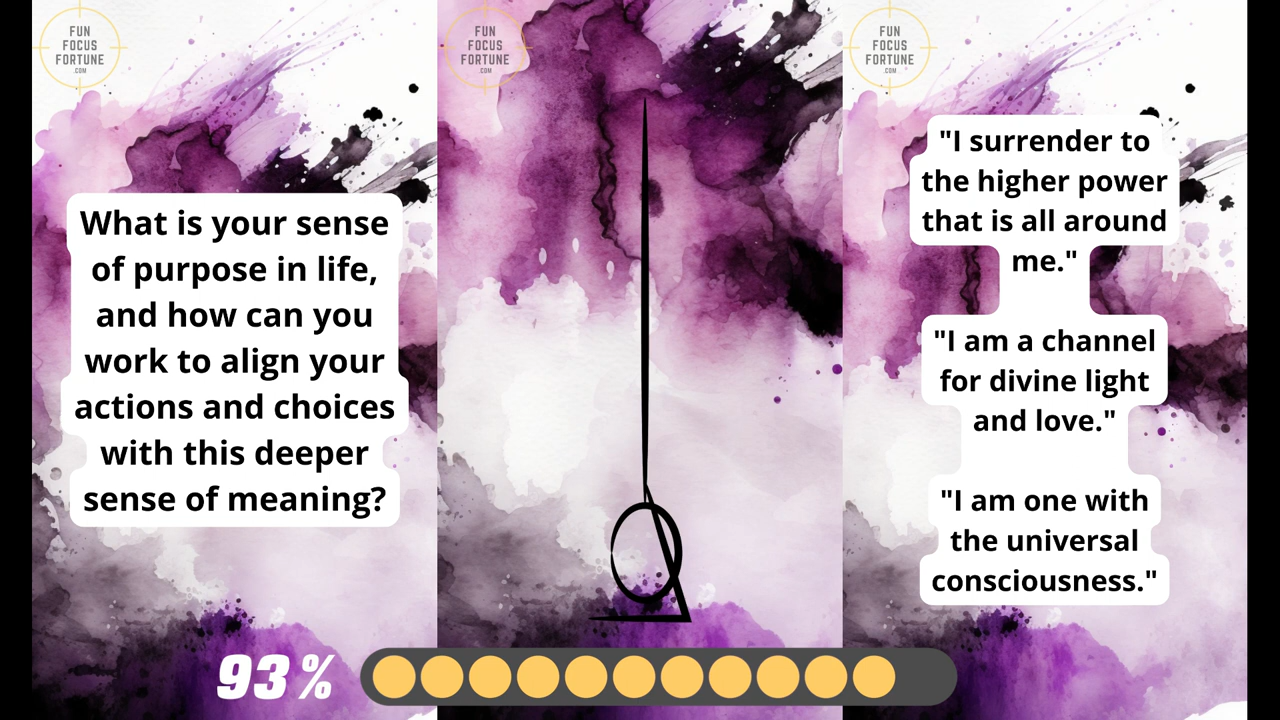 FUN
FOCUS
FORTUNE
.COM
What is your sense
of purpose in life,
and how can you
work to align your
actions and choices
with this deeper
sense of meaning?
FUN
FOCUS
FORTUNE
.COM
FUN
FOCUS
FORTUNE
.COM
"I surrender to
the higher power
that is all around
me."
"I am a channel
for divine light
and love."
"I am one with
the universal
consciousness."
93%